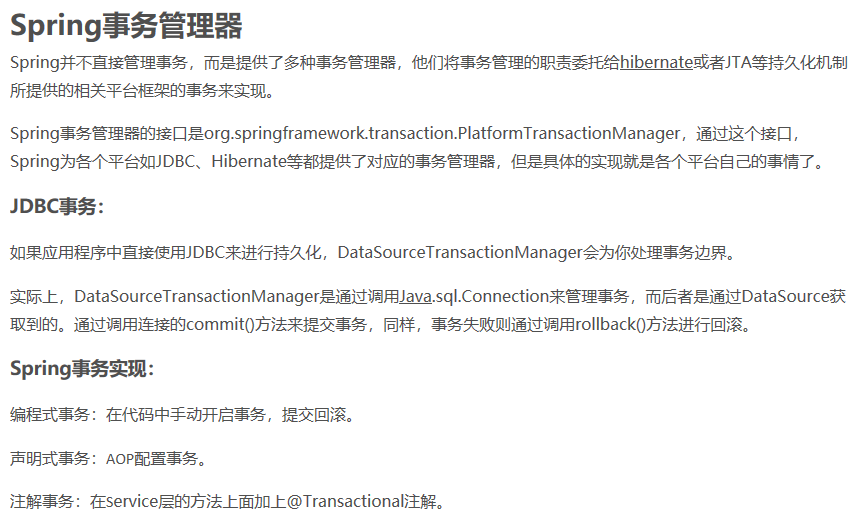 Spring事务管理器
Spring并不直接管理事务，而是提供了多种事务管理器，他们将事务管理的职责委托给hibernate或者JTA等持久化机制
所提供的相关平台框架的事务来实现。
Spring事务管理器的接口是org.springframework.transaction.PlatformTransactionManager，通过这个接口，
Spring为各个平台如JDBC、Hibernate等都提供了对应的事务管理器，但是具体的实现就是各个平台自己的事情了。
JDBC事务：
如果应用程序中直接使用JDBC来进行持久化，DataSourceTransactionManager会为你处理事务边界。
实际上，DataSourceTransactionManager是通过调用Java.sql.Connection来管理事务，而后者是通过DataSource获
取到的。通过调用连接的commit()方法来提交事务，同样，事务失败则通过调用rollback()方法进行回滚。
Spring事务实现：
编程式事务：在代码中手动开启事务，提交回滚。
声明式事务：AOP配置事务。
注解事务：在service层的方法上面加上@Transactional注解。